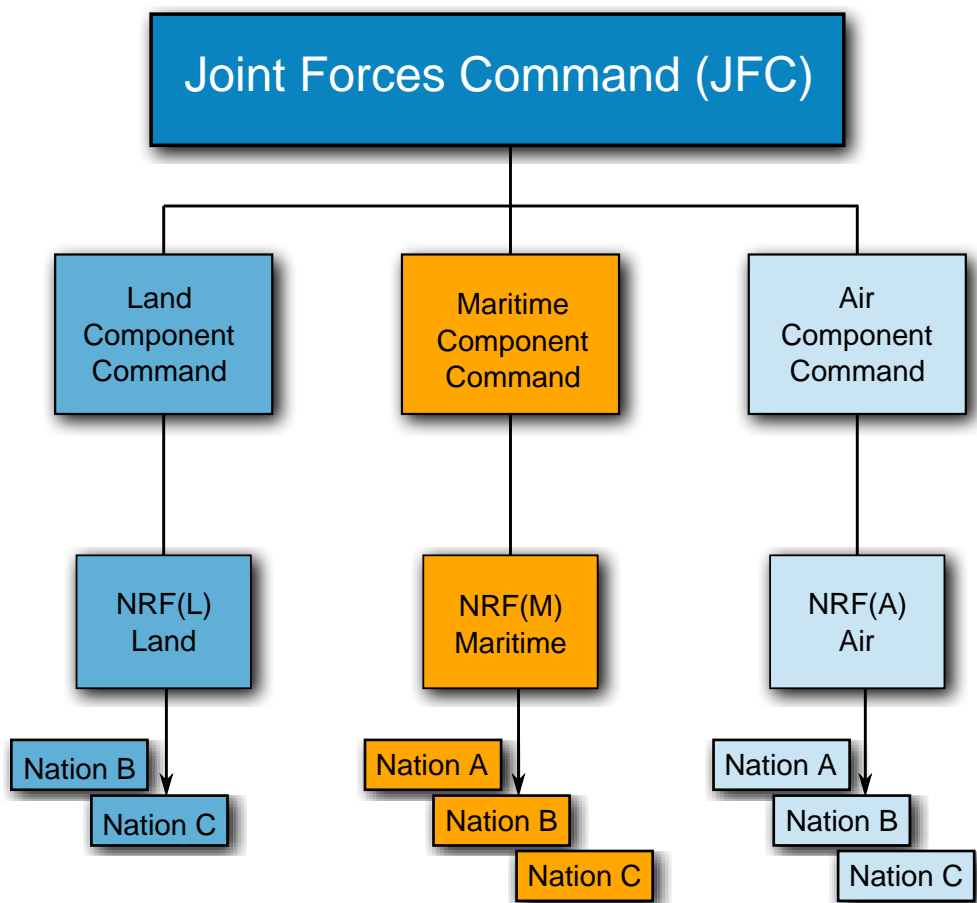 Joint Forces Command (JFC)
Land
Component
Command
Maritime
Component
Command
Air
Component
Command
NRF(L)
Land
NRF(M)
Maritime
NRF(A)
Air
Nation B
Nation C
Nation A
Nation B
Nation C
Nation A
Nation B
Nation C